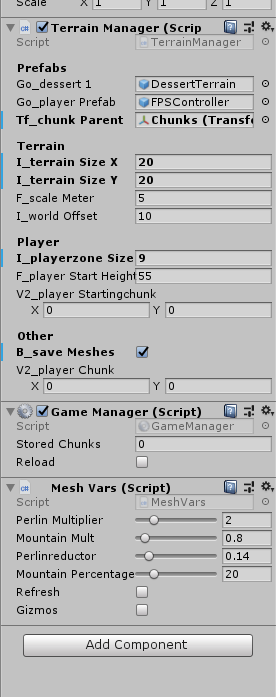 Scale X 1 Y 1 Z 1
Terrain Manager (Scrip
Script TerrainManager
Prefabs
Go_dessert 1 DessertTerrain
Go_player Prefab FPSController
Tf_chunk Parent Chunks (Transfo
Terrain
I_terrain Size X 20
I_terrain Size Y 20
F_scale Meter 5
I_world Offset 10
Player
I_playerzone Size 9
F_player Start Height 55
V2_player Startingchunk
X 0 Y 0
Other
B_save Meshes
V2_player Chunk
X 0 Y 0
Game Manager (Script)
Script GameManager
Stored Chunks 0
Reload
Mesh Vars (Script)
Script MeshVars
Perlin Multiplier 2
Mountain Mult 0.8
Perlinreductor 0.14
Mountain Percentage 20
Refresh
Gizmos
Add Component